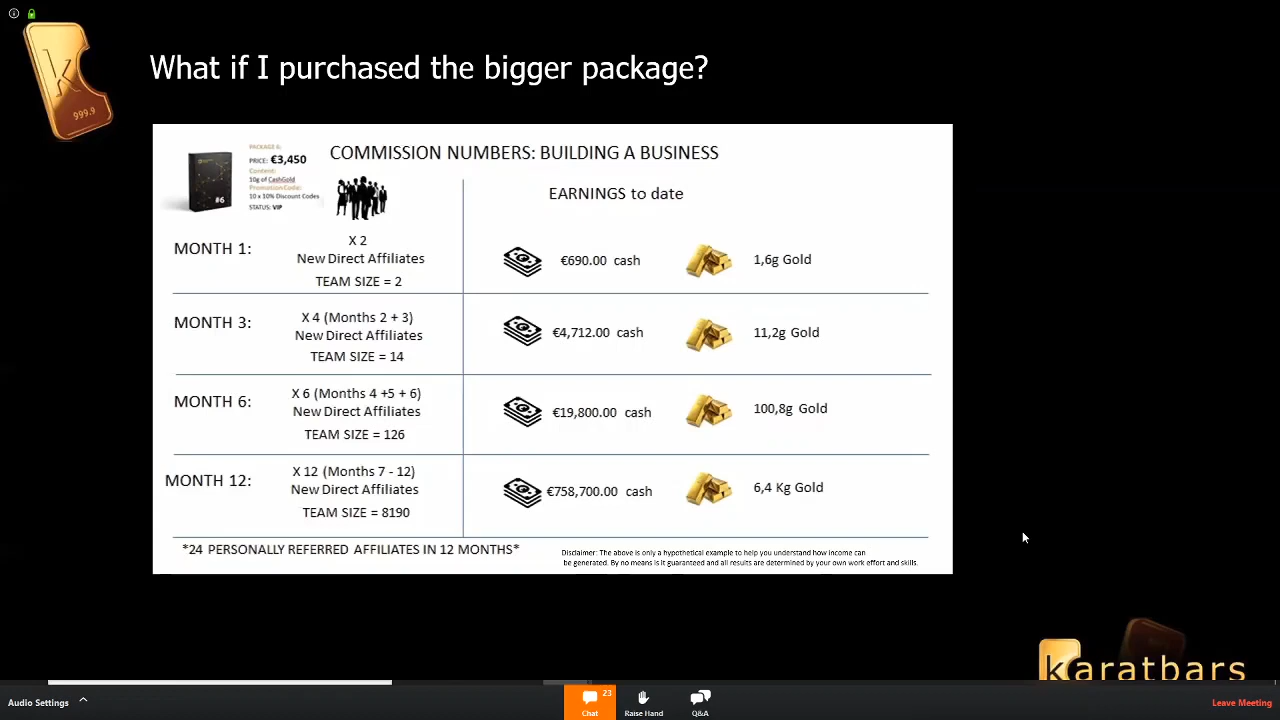 What if I purchased the bigger package?
k
999.9
PACKAGE 6:
PRICE: €3,450
Content:
10g of CashGold
PromotionCode:
10 x 10% Discount Codes
STATUS: VIP
#6
COMMISSION NUMBERS: BUILDING A BUSINESS
EARNINGS to date
MONTH 1:
X 2
New Direct Affiliates
TEAM SIZE = 2
€690.00 cash
1,6g Gold
MONTH 3:
X 4 (Months 2 + 3)
New Direct Affiliates
TEAM SIZE = 14
€4,712.00 cash
11,2g Gold
MONTH 6:
X 6 (Months 4 +5 + 6)
New Direct Affiliates
TEAM SIZE = 126
€19,800.00 cash
100,8g Gold
MONTH 12:
X 12 (Months 7 - 12)
New Direct Affiliates
TEAM SIZE = 8190
€758,700.00 cash
6,4 Kg Gold
*24 PERSONALLY REFERRED AFFILIATES IN 12 MONTHS*
Disclaimer: The above is only a hypothetical example to help you understand how income can
be generated. By no means is it guaranteed and all results are determined by your own work effort and skills.
karatbars
Audio Settings
23
Chat
Raise Hand
Q&A
Leave Meeting